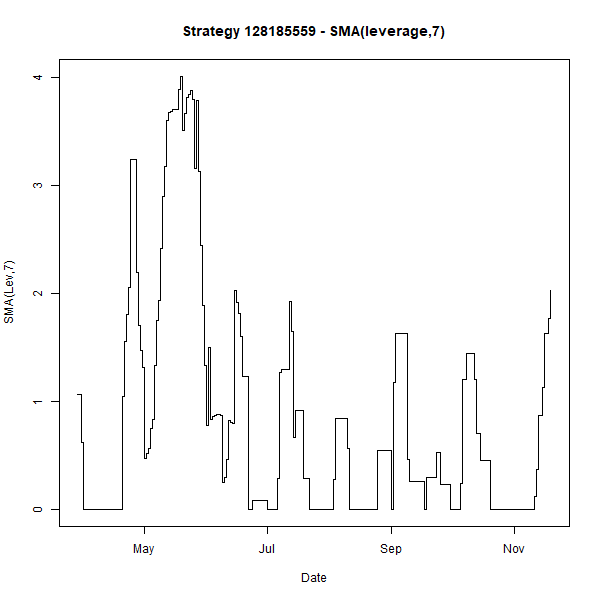 Strategy 128185559 - SMA(leverage,7)
SMA(Lev,7)
4
3
2
1
0
May
Jul
Sep
Nov
Date